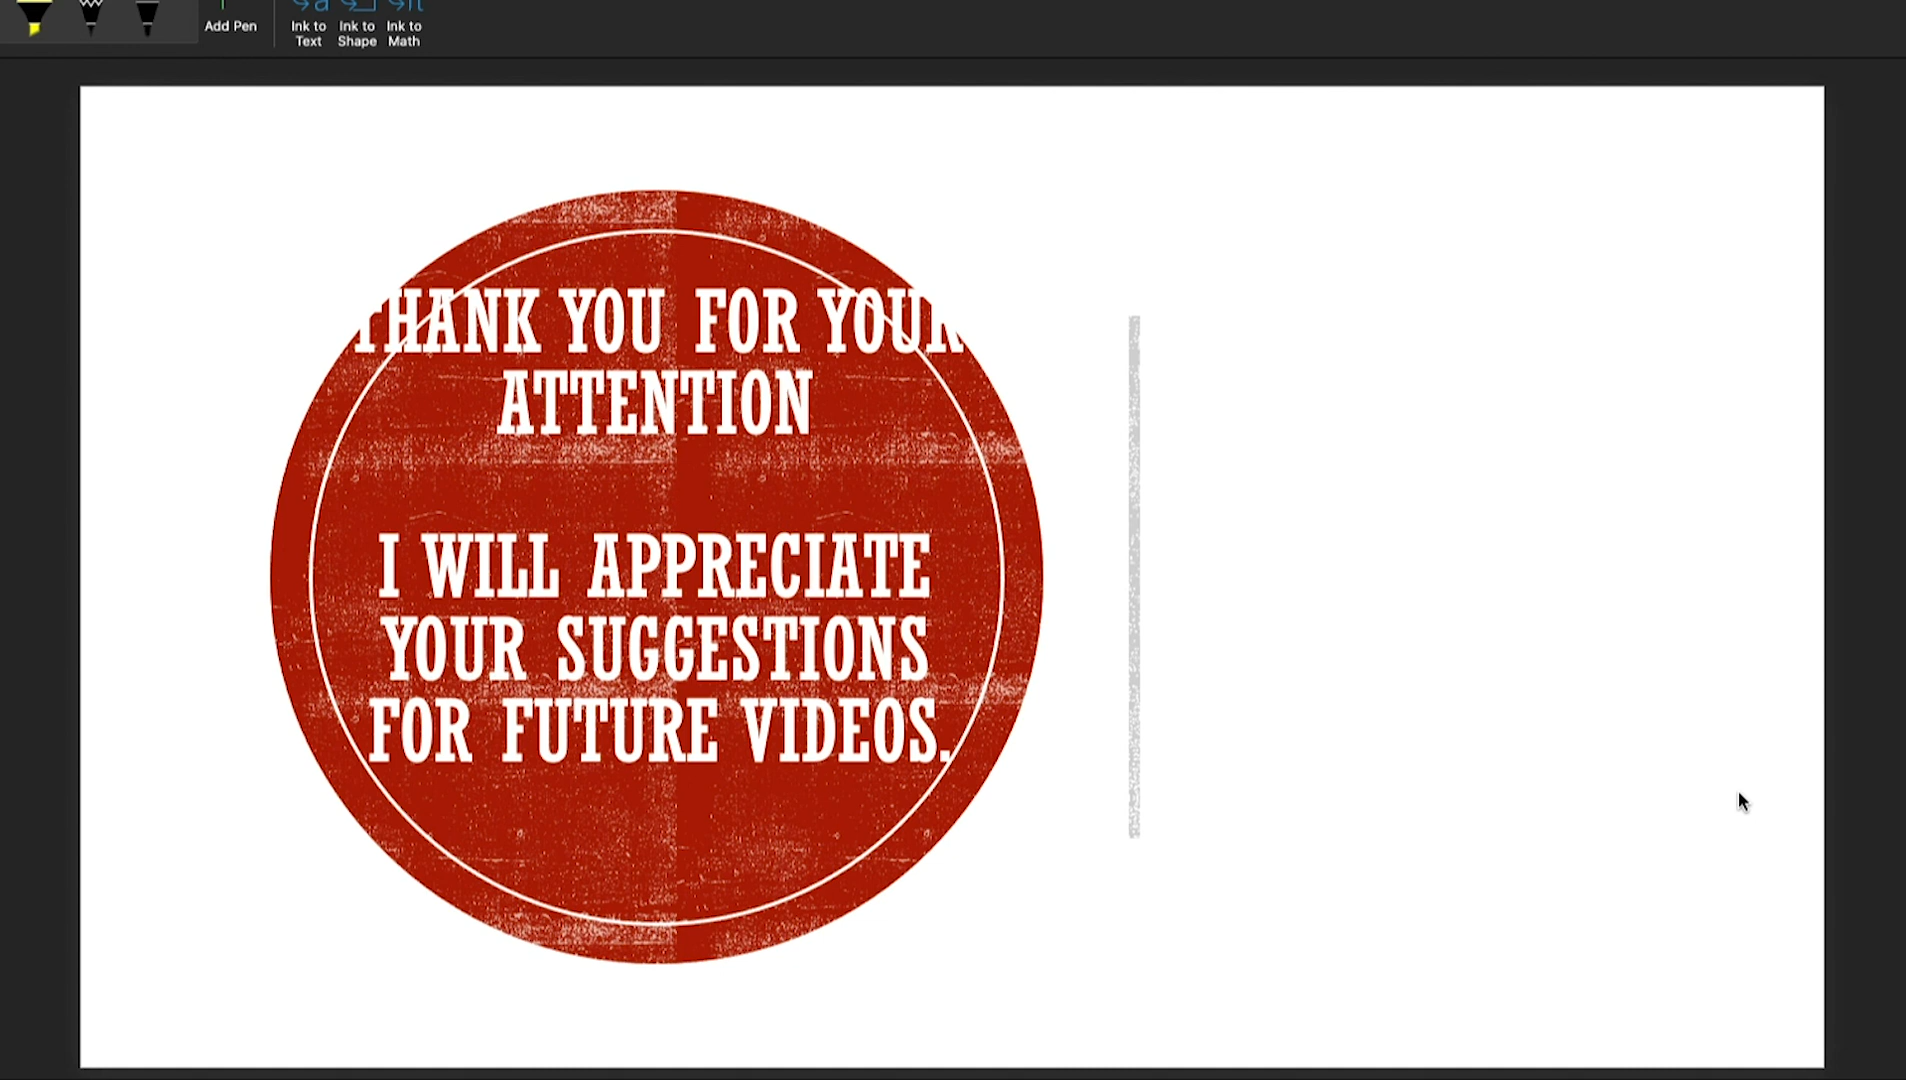 Add Pen
Ink to Text
Ink to Shape
Ink to Math
THANK YOU FOR YOUR
ATTENTION
I WILL APPRECIATE
YOUR SUGGESTIONS
FOR FUTURE VIDEOS.